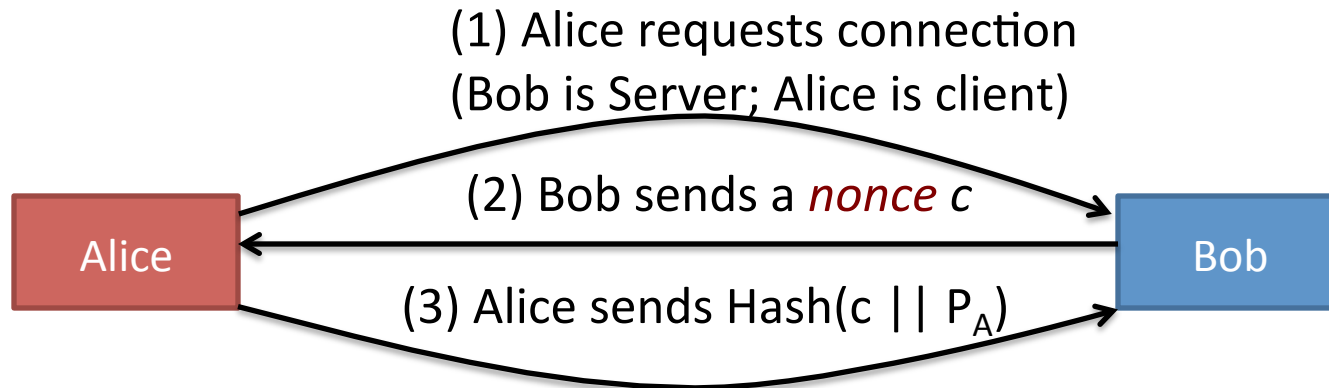 (1) Alice requests connection
(Bob is Server; Alice is client)
(2) Bob sends a nonce c
Alice
Bob
(3) Alice sends Hash(c || P_A)